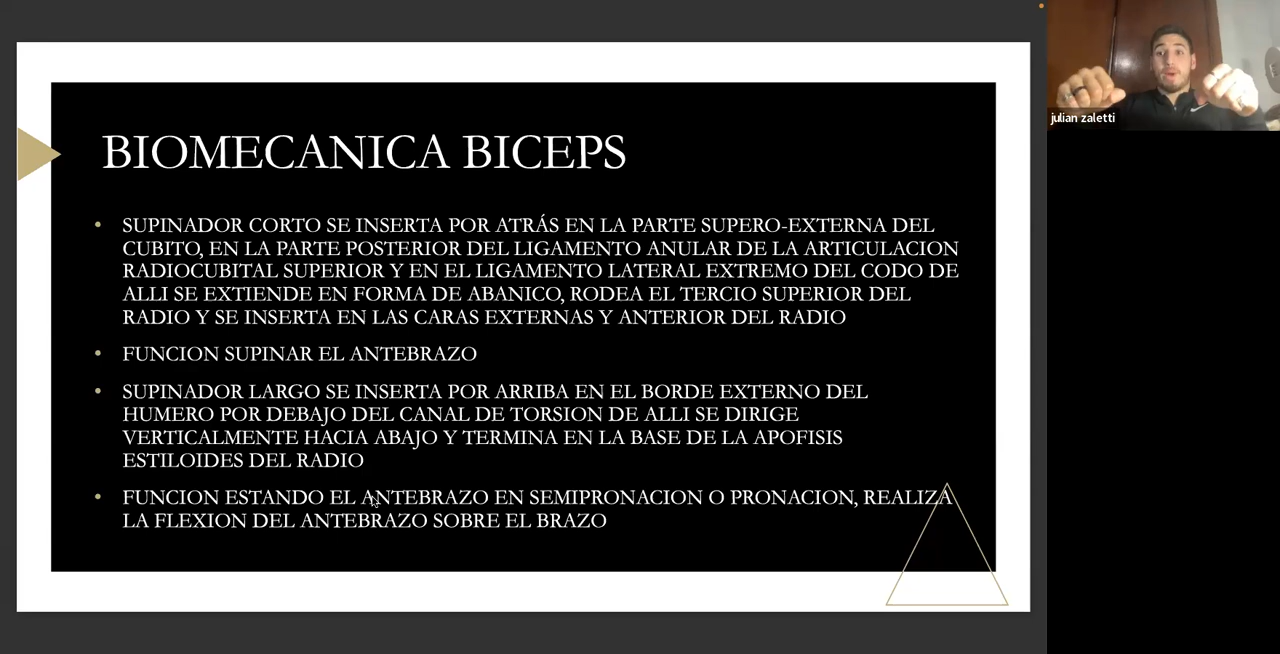 BIOMECANICA BICEPS
• SUPINADOR CORTO SE INSERTA POR ATRÁS EN LA PARTE SUPERO-EXTERNA DEL
CUBITO, EN LA PARTE POSTERIOR DEL LIGAMENTO ANULAR DE LA ARTICULACION
RADIOCUBITAL SUPERIOR Y EN EL LIGAMENTO LATERAL EXTREMO DEL CODO DE
ALLI SE EXTIENDE EN FORMA DE ABANICO, RODEA EL TERCIO SUPERIOR DEL
RADIO Y SE INSERTA EN LAS CARAS EXTERNAS Y ANTERIOR DEL RADIO
• FUNCION SUPINAR EL ANTEBRAZO
• SUPINADOR LARGO SE INSERTA POR ARRIBA EN EL BORDE EXTERNO DEL
HUMERO POR DEBAJO DEL CANAL DE TORSION DE ALLI SE DIRIGE
VERTICALMENTE HACIA ABAJO Y TERMINA EN LA BASE DE LA APOFISIS
ESTILOIDES DEL RADIO
• FUNCION ESTANDO EL ANTEBRAZO EN SEMIPRONACION O PRONACION, REALIZA
LA FLEXION DEL ANTEBRAZO SOBRE EL BRAZO
julian zaletti